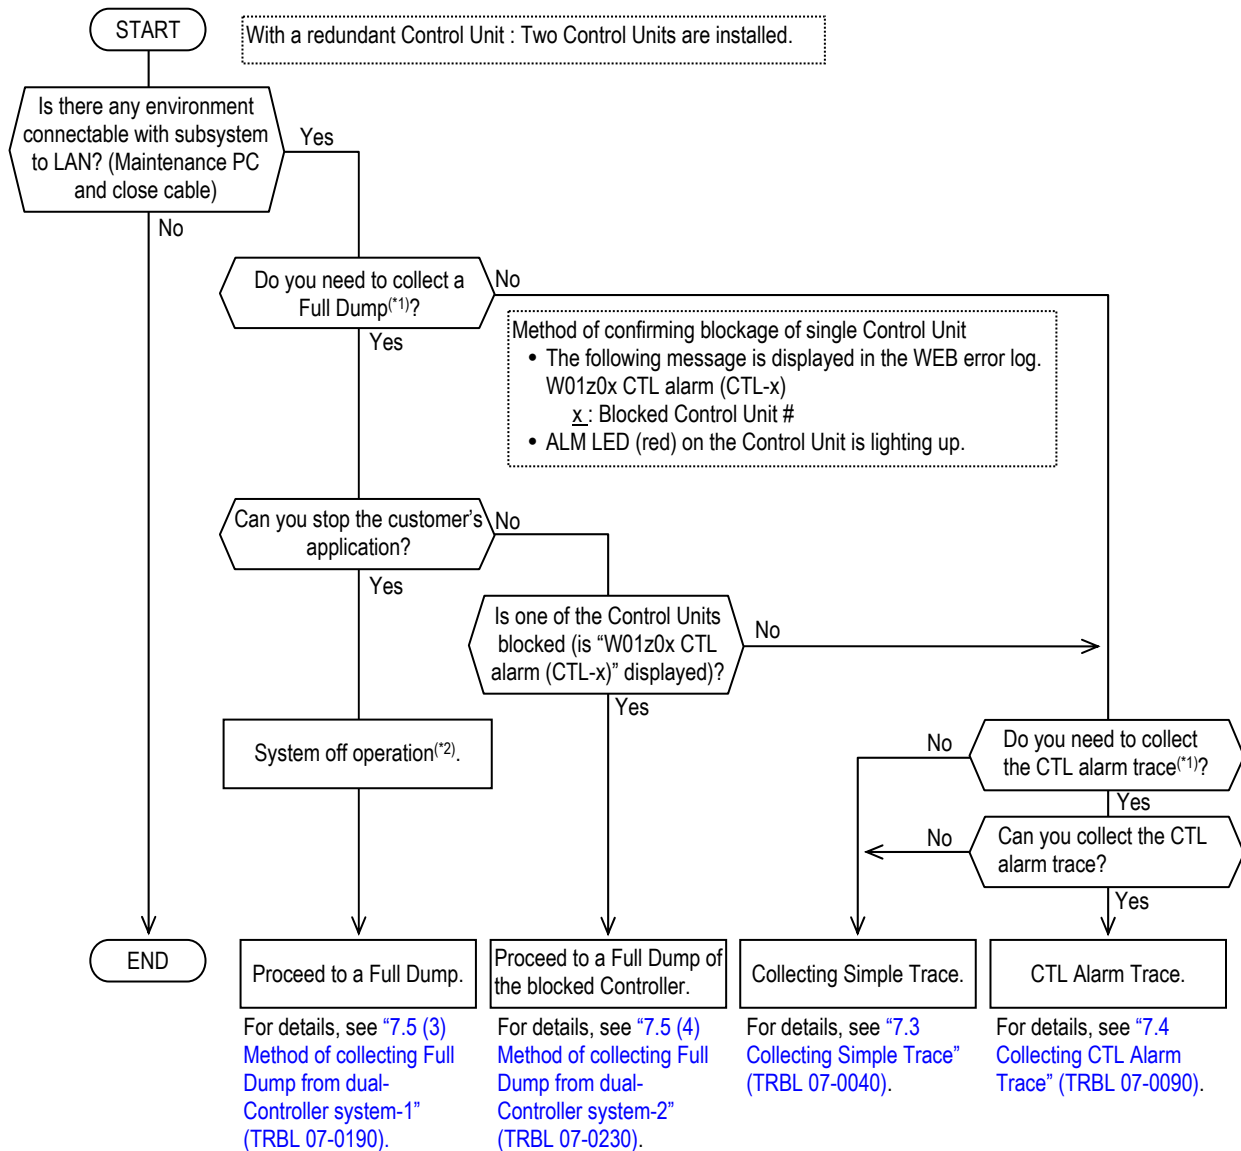 START
With a redundant Control Unit : Two Control Units are installed.
Is there any environment
connectable with subsystem
to LAN? (Maintenance PC
and close cable)
Yes
No
Do you need to collect a
Full Dump(*1)?
No
Yes
Method of confirming blockage of single Control Unit
• The following message is displayed in the WEB error log.
W01z0x CTL alarm (CTL-x)
x : Blocked Control Unit #
• ALM LED (red) on the Control Unit is lighting up.
Can you stop the customer's
application?
No
Yes
Is one of the Control Units
blocked (is “W01z0x CTL
alarm (CTL-x)” displayed)?
No
Yes
System off operation(*2).
Do you need to collect
the CTL alarm trace(*1)?
No
Yes
Can you collect the CTL
alarm trace?
No
Yes
END
Proceed to a Full Dump.
Proceed to a Full Dump of
the blocked Controller.
Collecting Simple Trace.
CTL Alarm Trace.
For details, see “7.5 (3)
Method of collecting Full
Dump from dual-
Controller system-1”
(TRBL 07-0190).
For details, see “7.5 (4)
Method of collecting Full
Dump from dual-
Controller system-2”
(TRBL 07-0230).
For details, see “7.3
Collecting Simple Trace”
(TRBL 07-0040).
For details, see “7.4
Collecting CTL Alarm
Trace” (TRBL 07-0090).